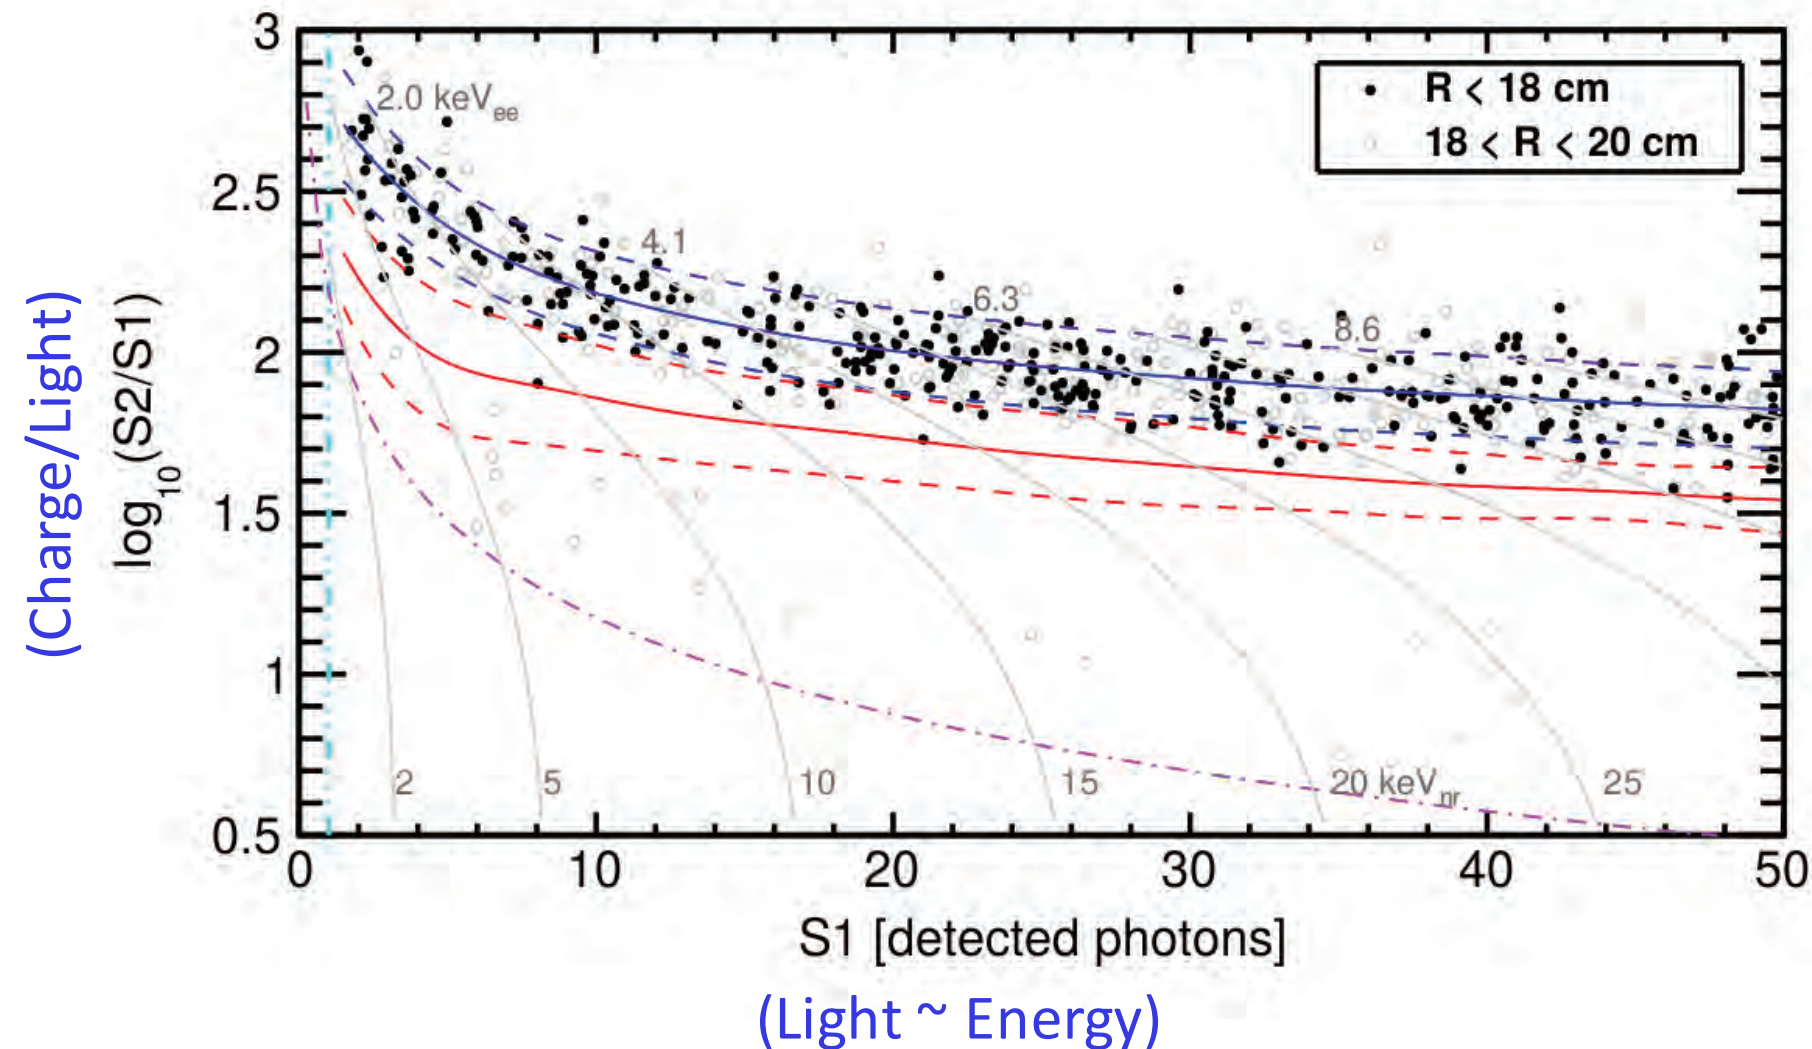 3
2.5
2
1.5
1
0.5
0
10
20
30
40
50
(Charge/Light)
log10(S2/S1)
R < 18 cm
18 < R < 20 cm
2.0 keVee
4.1
6.3
8.6
2
5
10
15
20 keVnr
25
S1 [detected photons]
(Light ~ Energy)